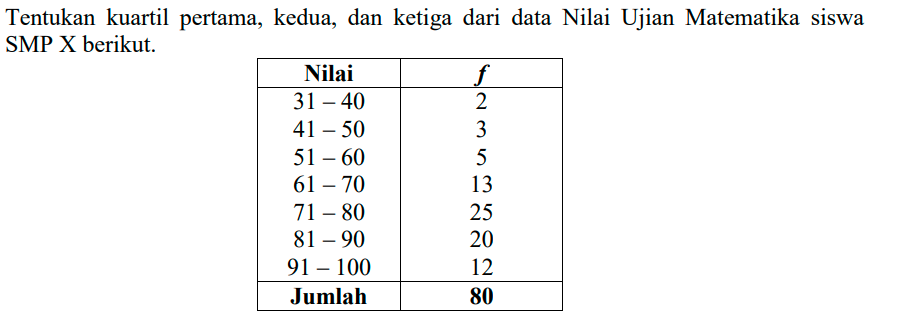 Tentukan kuartil pertama, kedua, dan ketiga dari data Nilai Ujian Matematika siswa
SMP X berikut.
Nilai f
31 – 40 2
41 – 50 3
51 – 60 5
61 – 70 13
71 – 80 25
81 – 90 20
91 – 100 12
Jumlah 80